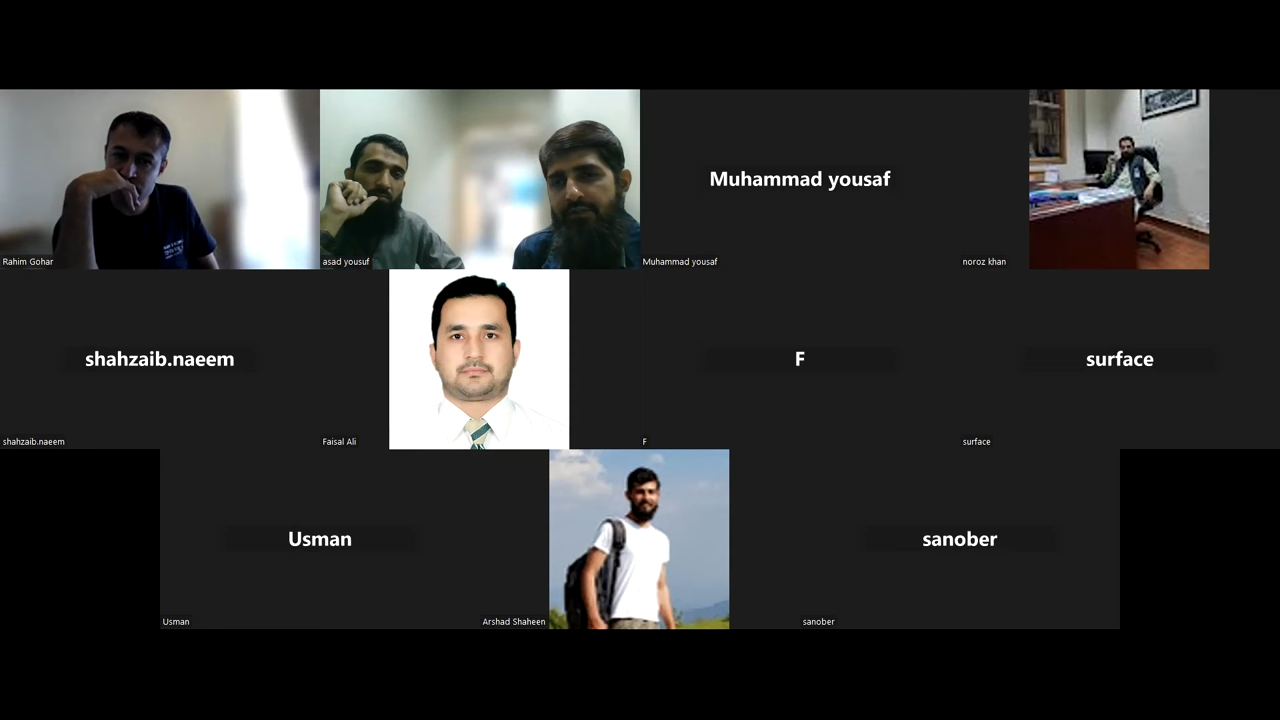 Rahim Gohar
asad yousuf
Muhammad yousaf
Muhammad yousaf
noroz khan
shahzaib.naeem
shahzaib.naeem
Faisal Ali
F
F
surface
surface
Usman
Usman
Arshad Shaheen
sanober
sanober